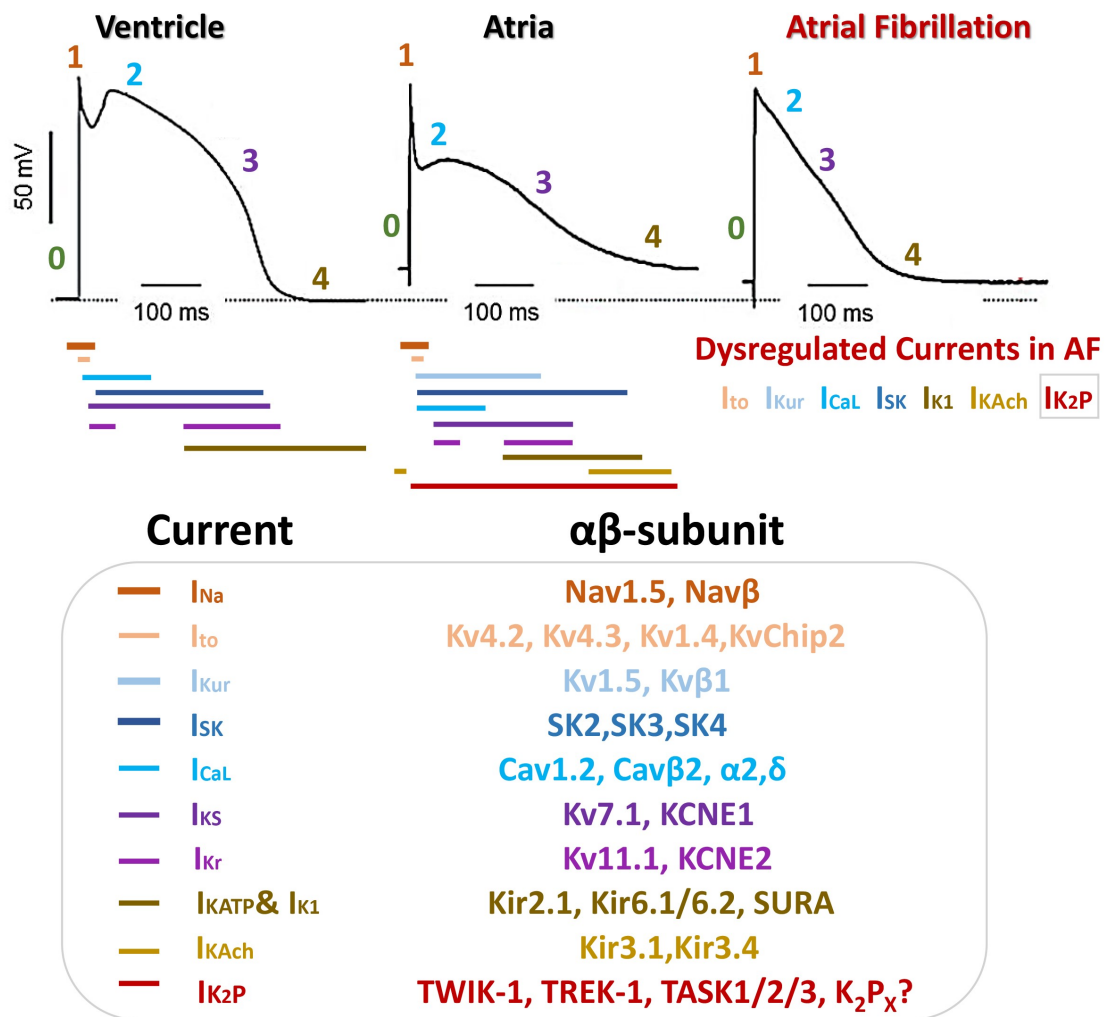 Ventricle
Atria
Atrial Fibrillation
1
2
3
0
4
50 mV
100 ms
1
2
3
0
4
100 ms
1
2
3
0
4
100 ms
Dysregulated Currents in AF
Ito IKur ICaL ISK IK1 IKAch IK2P
Current αβ-subunit
INa Nav1.5, Navβ
Ito Kv4.2, Kv4.3, Kv1.4,KvChip2
IKur Kv1.5, Kvβ1
ISK SK2,SK3,SK4
ICaL Cav1.2, Cavβ2, α2,δ
IKS Kv7.1, KCNE1
IKr Kv11.1, KCNE2
IKATP& IK1 Kir2.1, Kir6.1/6.2, SURA
IKAch Kir3.1,Kir3.4
IK2P TWIK-1, TREK-1, TASK1/2/3, K2PX?